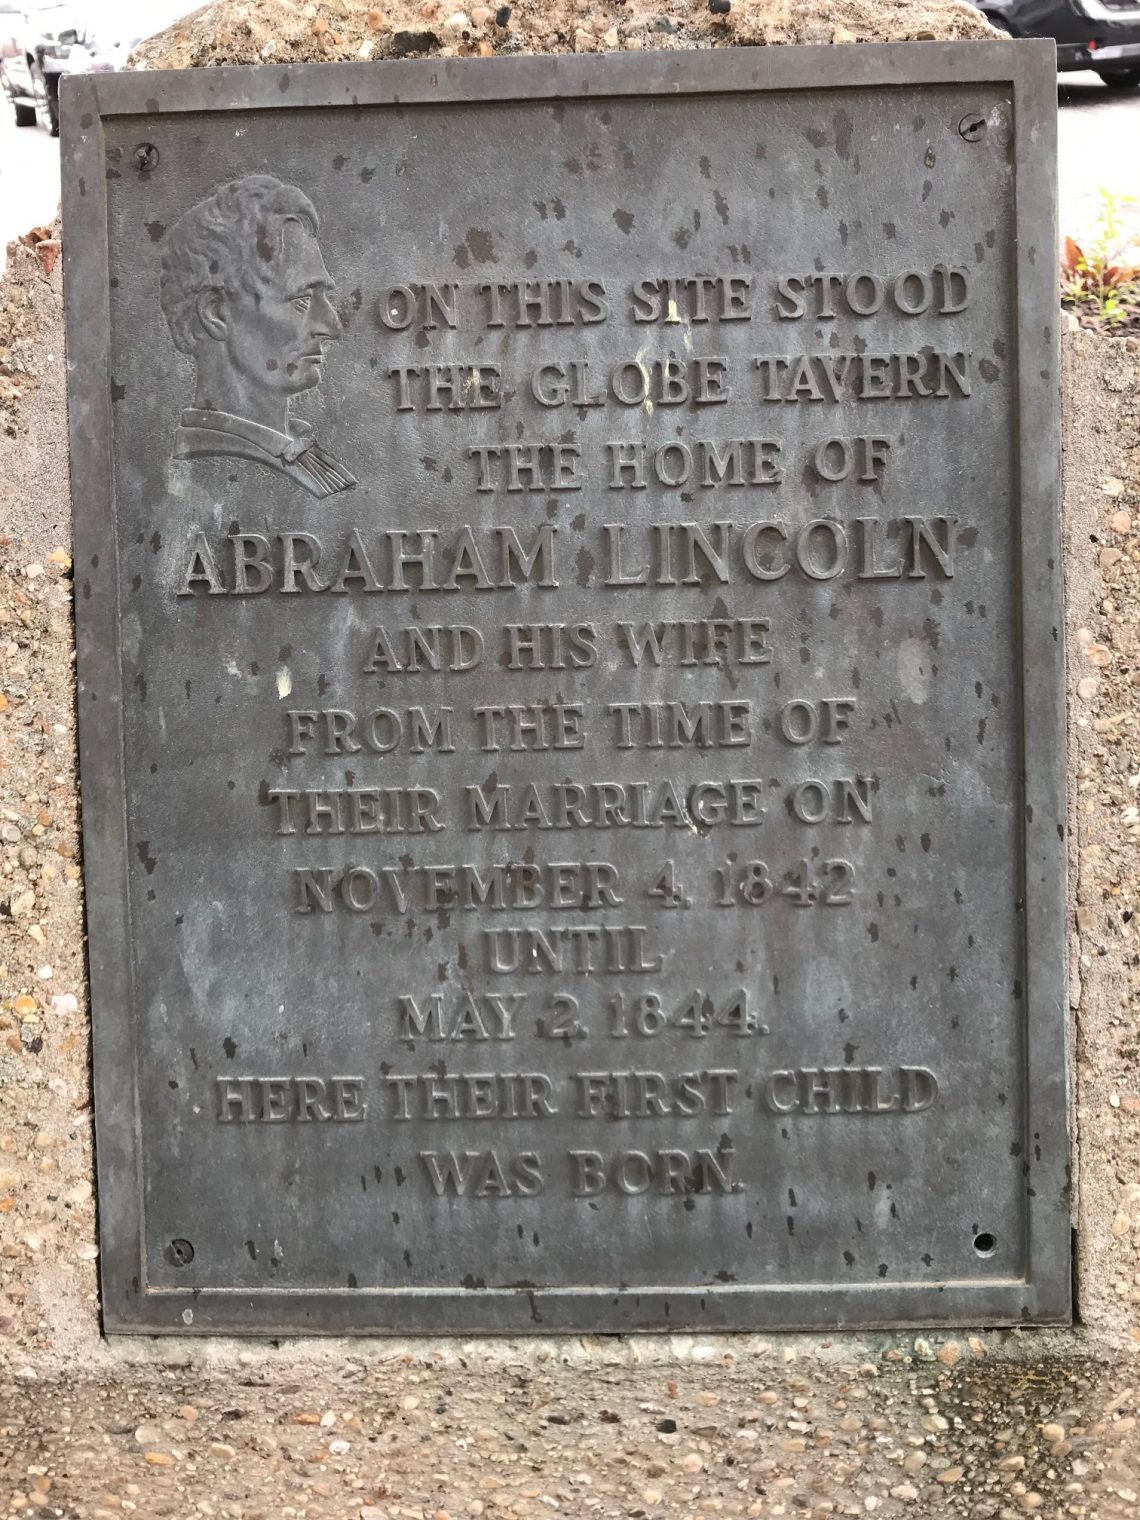 ON THIS SITE STOOD
THE GLOBE TAVERN
THE HOME OF
ABRAHAM LINCOLN
AND HIS WIFE
FROM THE TIME OF
THEIR MARRIAGE ON
NOVEMBER 4, 1842
UNTIL
MAY 2, 1844.
HERE THEIR FIRST CHILD
WAS BORN.